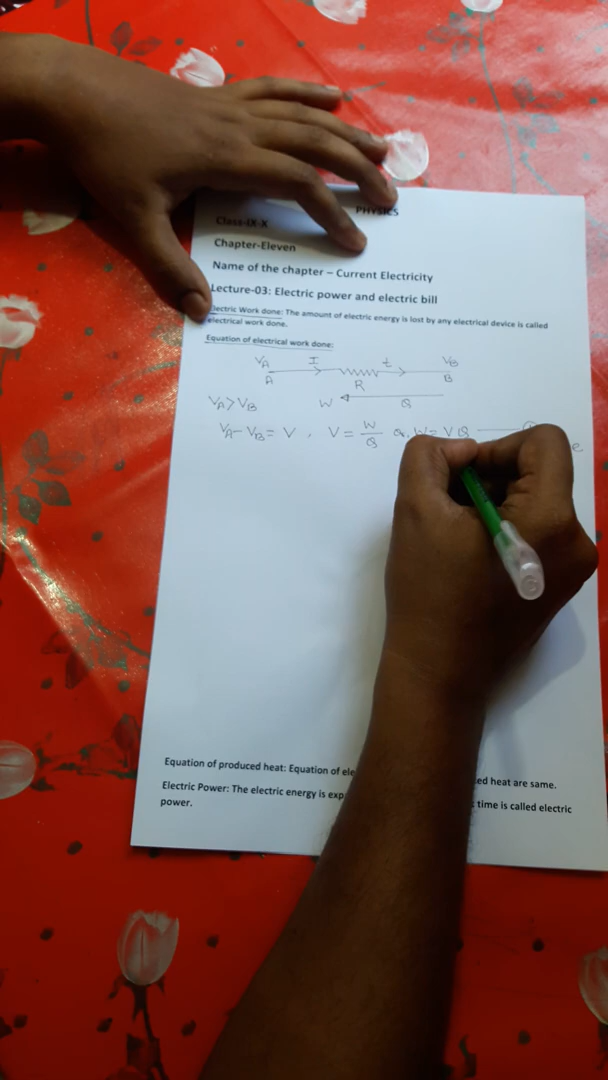 PHYSICS
Class-IX-X
Chapter-Eleven
Name of the chapter – Current Electricity
Lecture-03: Electric power and electric bill
Electric Work done: The amount of electric energy is lost by any electrical device is called
electrical work done.
Equation of electrical work done:
VA I t VB
A R B
VA > VB W Q
VA - VB = V , V = W/Q or, W = VQ
Equation of produced heat: Equation of ele ed heat are same.
Electric Power: The electric energy is exp time is called electric
power.